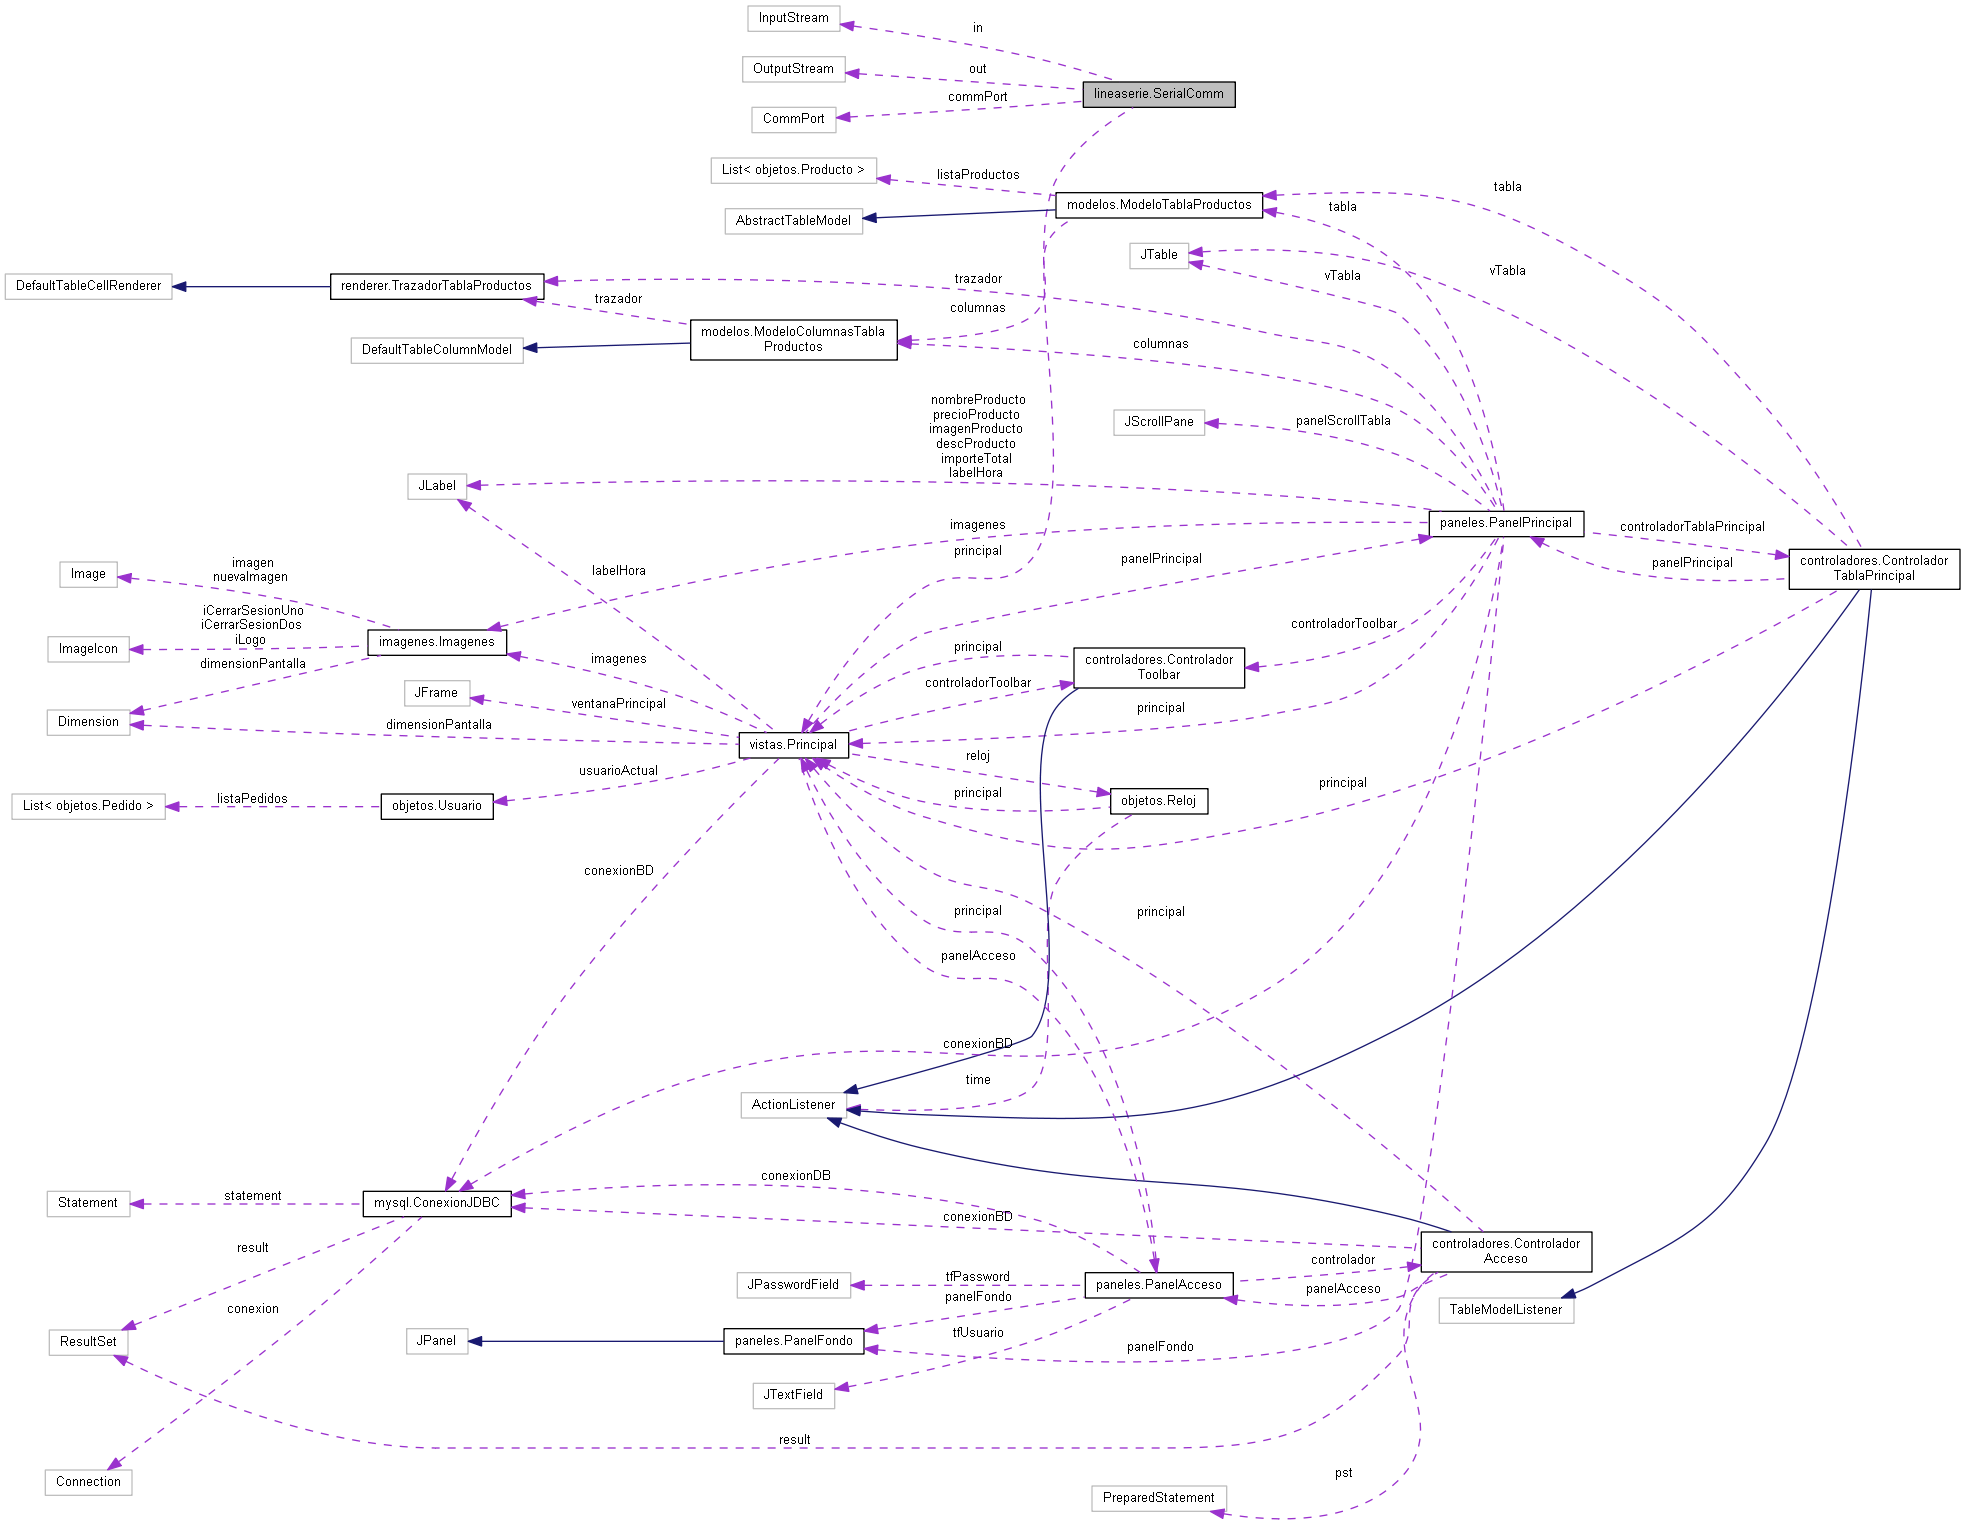 InputStream
in
OutputStream
out
lineaserie.SerialComm
commPort
CommPort
List< objetos.Producto >
listaProductos
tabla
modelos.ModeloTablaProductos
tabla
AbstractTableModel
JTable
vTabla
vTabla
DefaultTableCellRenderer
renderer.TrazadorTablaProductos
trazador
trazador
columnas
modelos.ModeloColumnasTabla
Productos
DefaultTableColumnModel
columnas
nombreProducto
precioProducto
imagenProducto
descProducto
importeTotal
labelHora
JScrollPane
panelScrollTabla
JLabel
imagenes
paneles.PanelPrincipal
controladorTablaPrincipal
principal
panelPrincipal
panelPrincipal
controladores.Controlador
TablaPrincipal
imagen
nuevaImagen
Image
labelHora
iCerrarSesionUno
iCerrarSesionDos
iLogo
ImageIcon
imagenes.Imagenes
dimensionPantalla
imagenes
principal
controladores.Controlador
Toolbar
controladorToolbar
controladorToolbar
JFrame
ventanaPrincipal
principal
Dimension
dimensionPantalla
vistas.Principal
reloj
usuarioActual
principal
principal
List< objetos.Pedido >
listaPedidos
objetos.Usuario
objetos.Reloj
conexionBD
principal
principal
panelAcceso
conexionBD
time
ActionListener
conexionDB
Statement
statement
mysql.ConexionJDBC
conexionBD
result
controladores.Controlador
Acceso
controlador
JPasswordField
tfPassword
paneles.PanelAcceso
panelAcceso
panelFondo
TableModelListener
conexion
ResultSet
JPanel
paneles.PanelFondo
tfUsuario
panelFondo
JTextField
result
Connection
pst
PreparedStatement